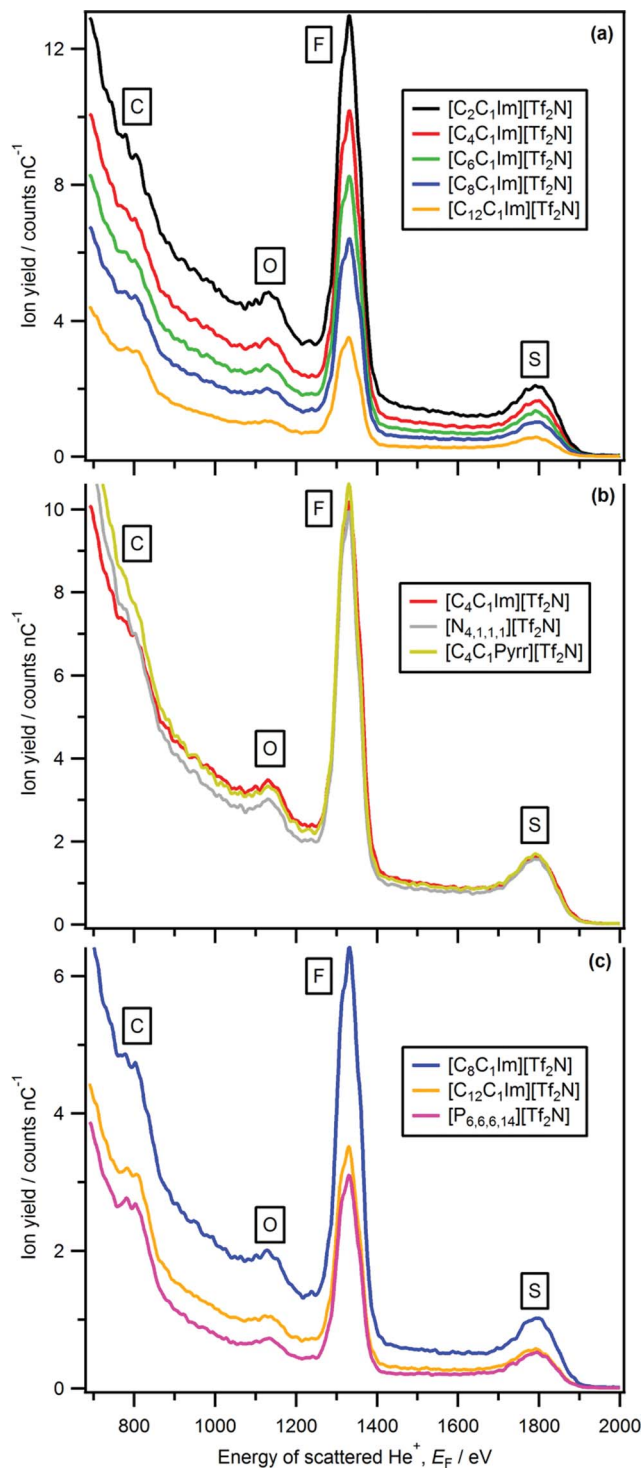 (a)
12
8
4
0
Ion yield / counts nC⁻¹
C
O
F
S
[C₂C₁Im][Tf₂N]
[C₄C₁Im][Tf₂N]
[C₆C₁Im][Tf₂N]
[C₈C₁Im][Tf₂N]
[C₁₂C₁Im][Tf₂N]
(b)
10
8
6
4
2
0
Ion yield / counts nC⁻¹
C
O
F
S
[C₄C₁Im][Tf₂N]
[N₄,₁,₁,₁][Tf₂N]
[C₄C₁Pyrr][Tf₂N]
(c)
6
4
2
0
Ion yield / counts nC⁻¹
C
O
F
S
[C₈C₁Im][Tf₂N]
[C₁₂C₁Im][Tf₂N]
[P₆,₆,₆,₁₄][Tf₂N]
800 1000 1200 1400 1600 1800 2000
Energy of scattered He⁺, E_F / eV